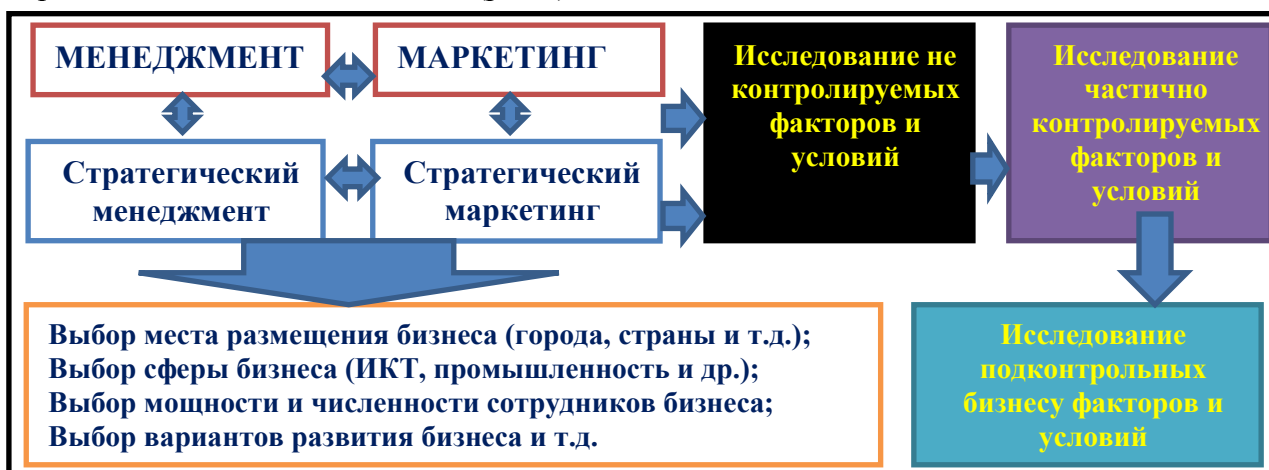 МЕНЕДЖМЕНТ
МАРКЕТИНГ
Исследование не
контролируемых
факторов и
условий
Исследование
частично
контролируемых
факторов и
условий
Стратегический
менеджмент
Стратегический
маркетинг
Выбор места размещения бизнеса (города, страны и т.д.);
Выбор сферы бизнеса (ИКТ, промышленность и др.);
Выбор мощности и численности сотрудников бизнеса;
Выбор вариантов развития бизнеса и т.д.
Исследование
подконтрольных
бизнесу факторов и
условий